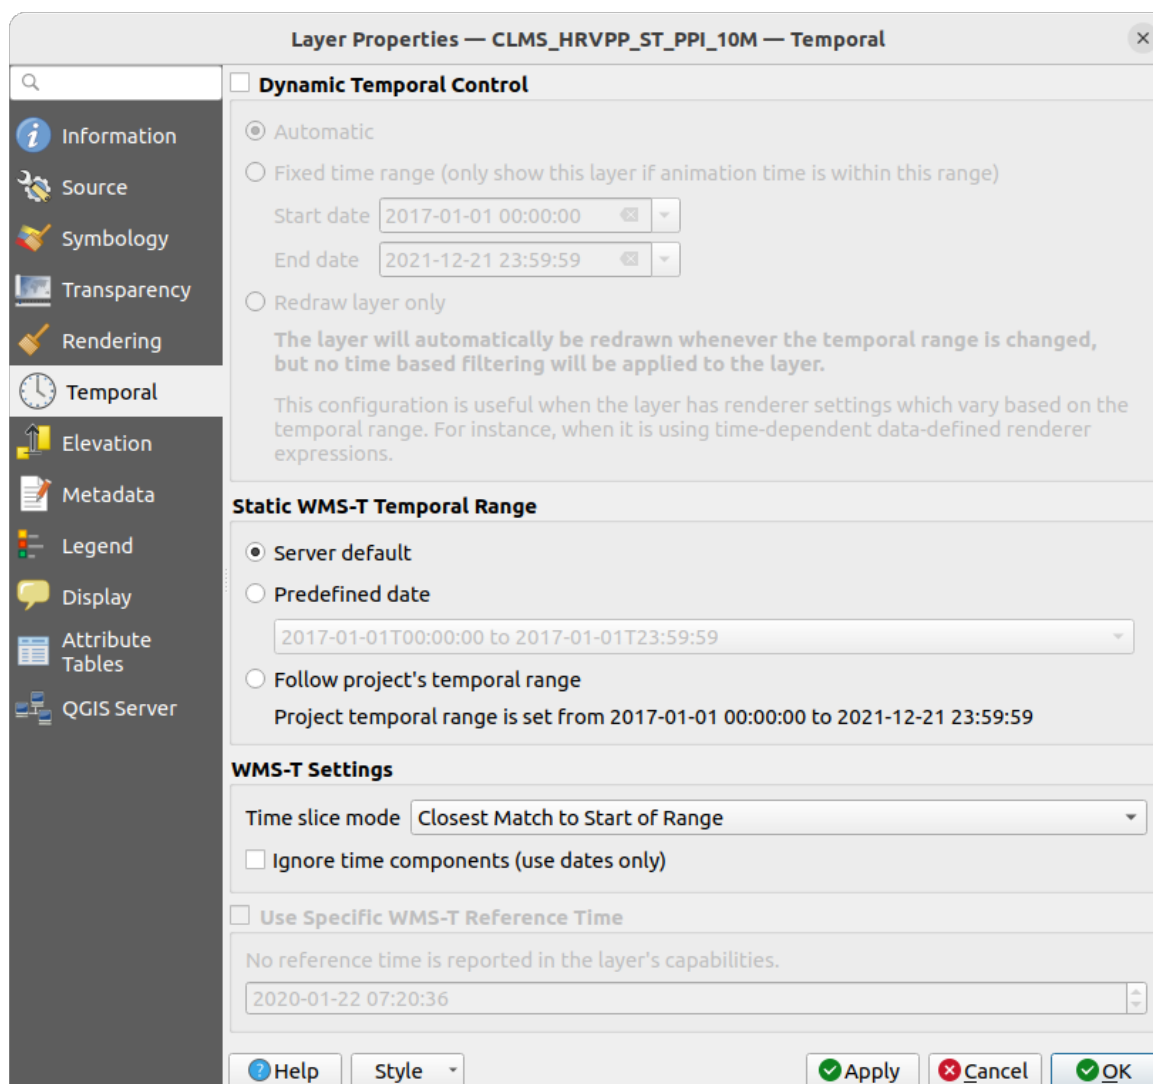 Layer Properties — CLMS_HRVPP_ST_PPI_10M — Temporal
Information
Source
Symbology
Transparency
Rendering
Temporal
Elevation
Metadata
Legend
Display
Attribute
Tables
QGIS Server
Dynamic Temporal Control
Automatic
Fixed time range (only show this layer if animation time is within this range)
Start date 2017-01-01 00:00:00
End date 2021-12-21 23:59:59
Redraw layer only
The layer will automatically be redrawn whenever the temporal range is changed,
but no time based filtering will be applied to the layer.
This configuration is useful when the layer has renderer settings which vary based on the
temporal range. For instance, when it is using time-dependent data-defined renderer
expressions.
Static WMS-T Temporal Range
Server default
Predefined date
2017-01-01T00:00:00 to 2017-01-01T23:59:59
Follow project's temporal range
Project temporal range is set from 2017-01-01 00:00:00 to 2021-12-21 23:59:59
WMS-T Settings
Time slice mode Closest Match to Start of Range
Ignore time components (use dates only)
Use Specific WMS-T Reference Time
No reference time is reported in the layer's capabilities.
2020-01-22 07:20:36
Help Style Apply Cancel OK